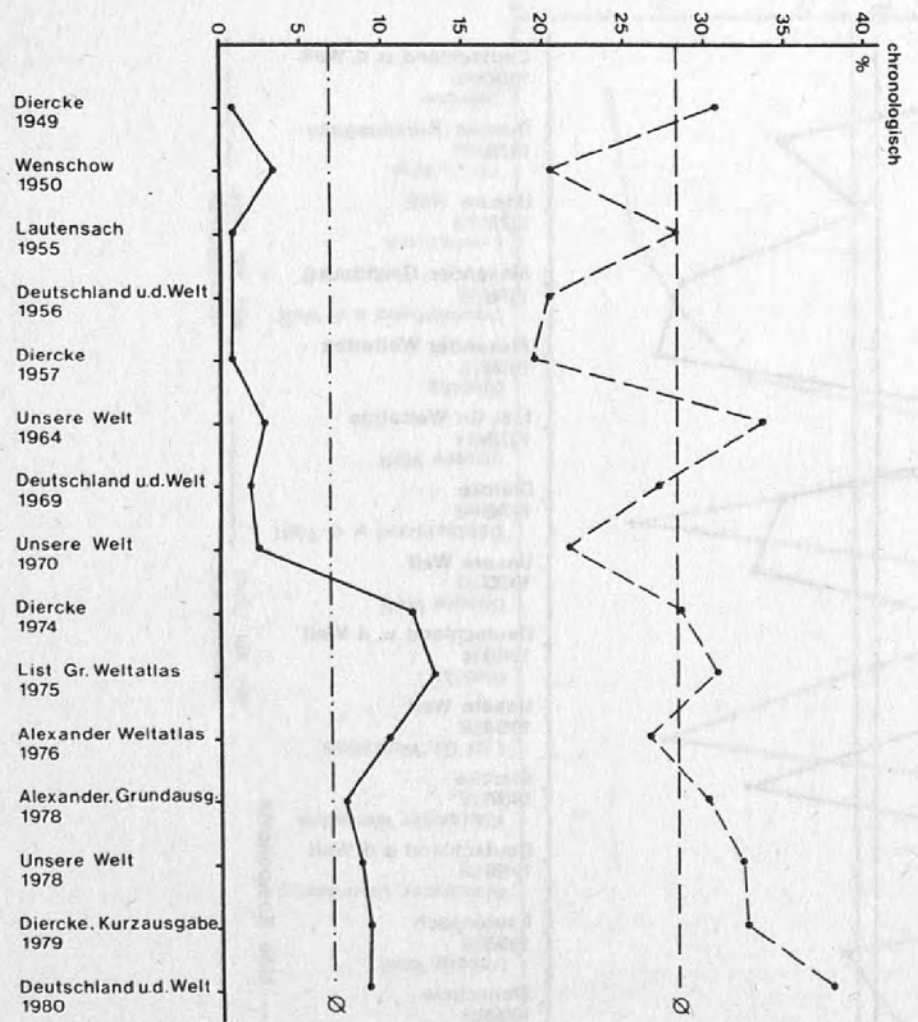 0 5 10 15 20 25 30 35 40
%
chronologisch
Diercke
1949
Wenschow
1950
Lautensach
1955
Deutschland u.d.Welt
1956
Diercke
1957
Unsere Welt
1964
Deutschland u.d.Welt
1969
Unsere Welt
1970
Diercke
1974
List Gr. Weltatlas
1975
Alexander Weltatlas
1976
Alexander. Grundausg.
1978
Unsere Welt
1978
Diercke. Kurzausgabe
1979
Deutschland u.d.Welt
1980
Ø Ø